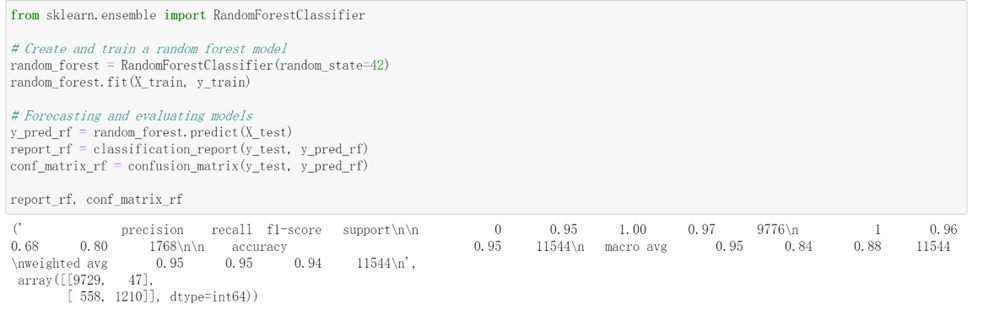 from sklearn.ensemble import RandomForestClassifier
# Create and train a random forest model
random_forest = RandomForestClassifier(random_state=42)
random_forest.fit(X_train, y_train)
# Forecasting and evaluating models
y_pred_rf = random_forest.predict(X_test)
report_rf = classification_report(y_test, y_pred_rf)
conf_matrix_rf = confusion_matrix(y_test, y_pred_rf)
report_rf, conf_matrix_rf
('              precision    recall  f1-score   support\n\n           0       0.95      1.00      0.97      9776\n           1       0.96
0.68      0.80      1768\n\n    accuracy                           0.95     11544\n   macro avg       0.95      0.84      0.88     11544
\nweighted avg       0.95      0.95      0.94     11544\n',
array([[9729,   47],
[ 558, 1210]], dtype=int64))